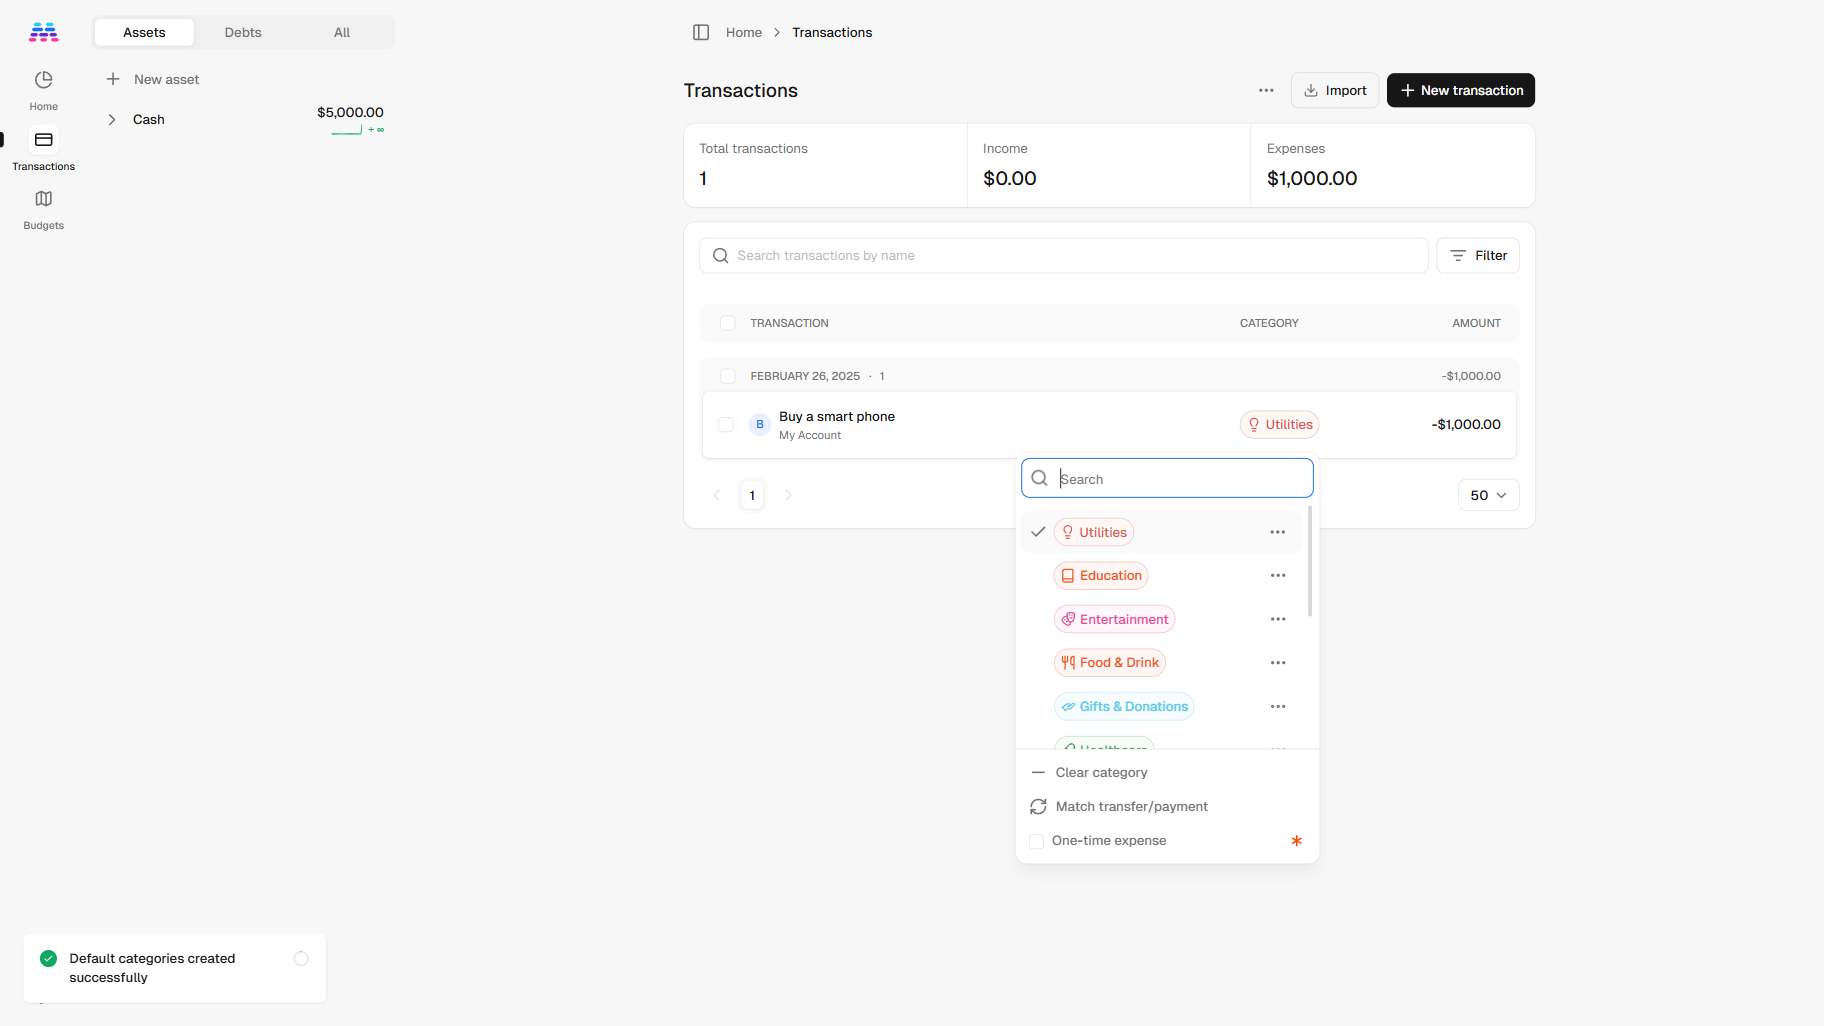 Assets
Debts
All
Home
Transactions
Budgets
New asset
Cash
$5,000.00
+ ∞
Home
Transactions
Transactions
Import
New transaction
Total transactions
1
Income
$0.00
Expenses
$1,000.00
Search transactions by name
Filter
TRANSACTION
CATEGORY
AMOUNT
FEBRUARY 26, 2025 · 1
-$1,000.00
B
Buy a smart phone
My Account
Utilities
-$1,000.00
1
50
Search
Utilities
Education
Entertainment
Food & Drink
Gifts & Donations
Healthcare
Clear category
Match transfer/payment
One-time expense
Default categories created
successfully